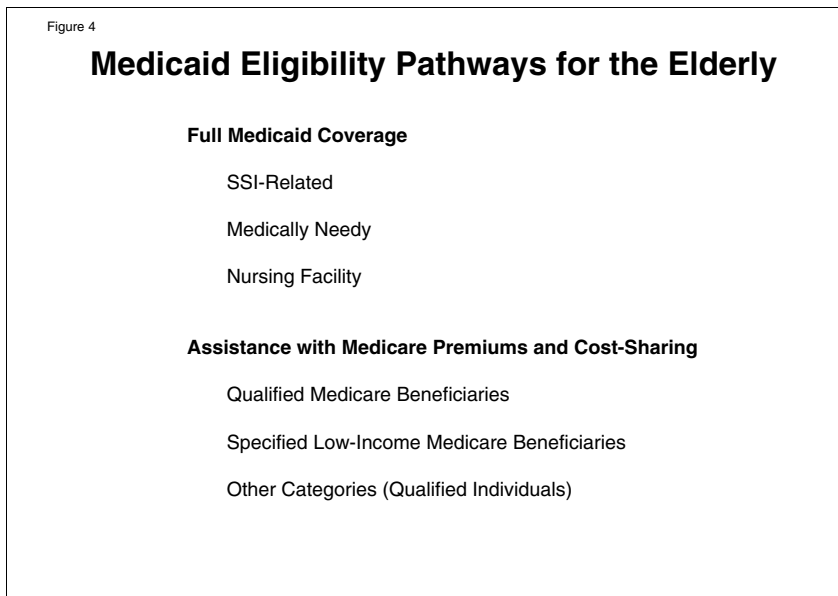 Figure 4
Medicaid Eligibility Pathways for the Elderly
Full Medicaid Coverage
SSI-Related
Medically Needy
Nursing Facility
Assistance with Medicare Premiums and Cost-Sharing
Qualified Medicare Beneficiaries
Specified Low-Income Medicare Beneficiaries
Other Categories (Qualified Individuals)